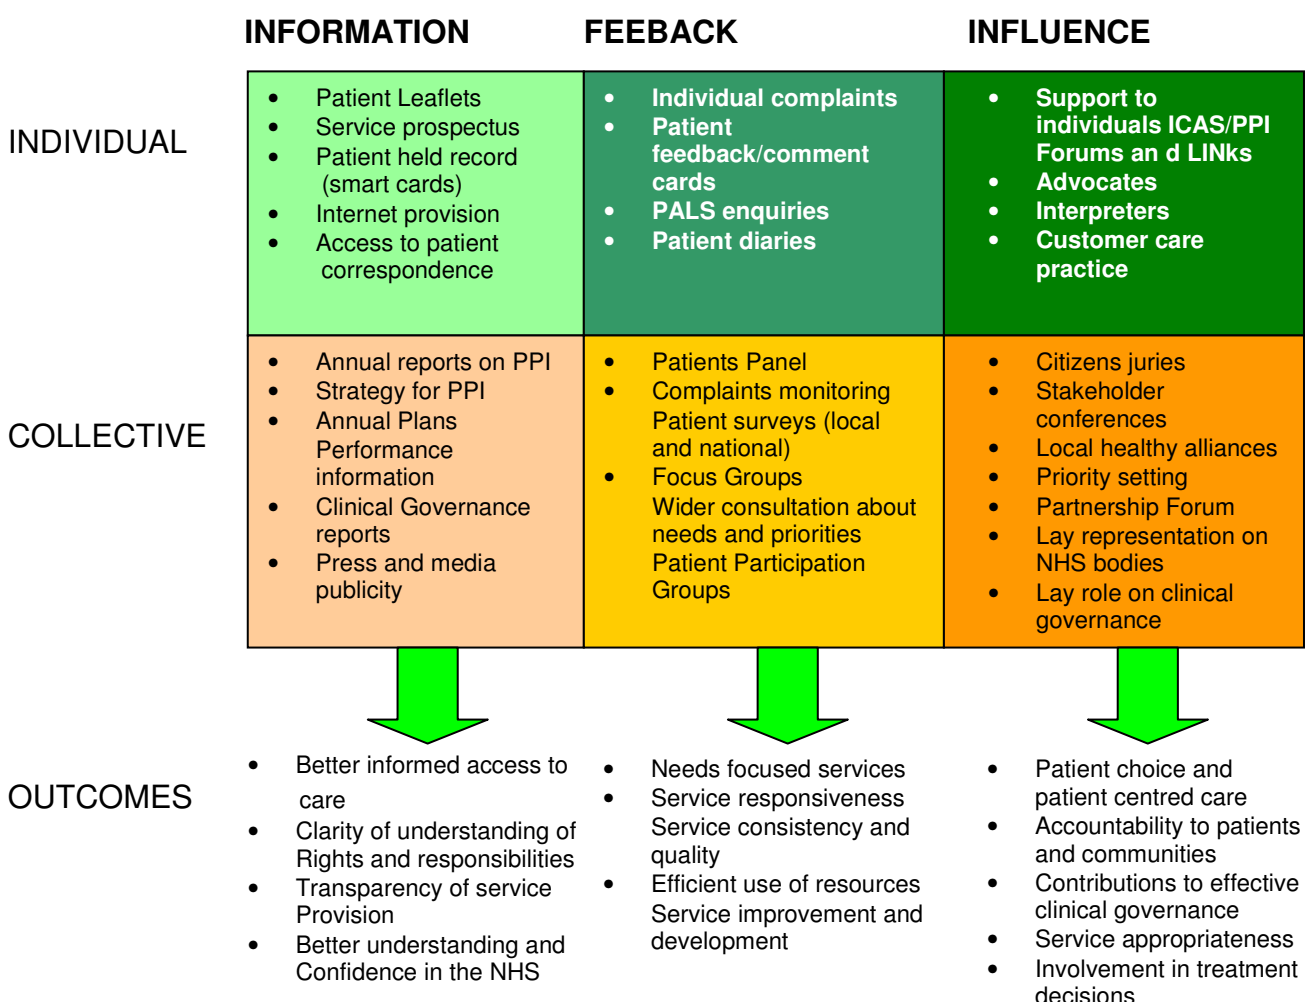 INFORMATION FEEBACK INFLUENCE
INDIVIDUAL
• Patient Leaflets
• Service prospectus
• Patient held record
(smart cards)
• Internet provision
• Access to patient
correspondence
• Individual complaints
• Patient
feedback/comment
cards
• PALS enquiries
• Patient diaries
• Support to
individuals ICAS/PPI
Forums an d LINks
• Advocates
• Interpreters
• Customer care
practice
COLLECTIVE
• Annual reports on PPI
• Strategy for PPI
• Annual Plans
Performance
information
• Clinical Governance
reports
• Press and media
publicity
• Patients Panel
• Complaints monitoring
Patient surveys (local
and national)
• Focus Groups
Wider consultation about
needs and priorities
Patient Participation
Groups
• Citizens juries
• Stakeholder
conferences
• Local healthy alliances
• Priority setting
• Partnership Forum
• Lay representation on
NHS bodies
• Lay role on clinical
governance
OUTCOMES
• Better informed access to
care
• Clarity of understanding of
Rights and responsibilities
• Transparency of service
Provision
• Better understanding and
Confidence in the NHS
• Needs focused services
• Service responsiveness
Service consistency and
quality
• Efficient use of resources
Service improvement and
development
• Patient choice and
patient centred care
• Accountability to patients
and communities
• Contributions to effective
clinical governance
• Service appropriateness
• Involvement in treatment
decisions